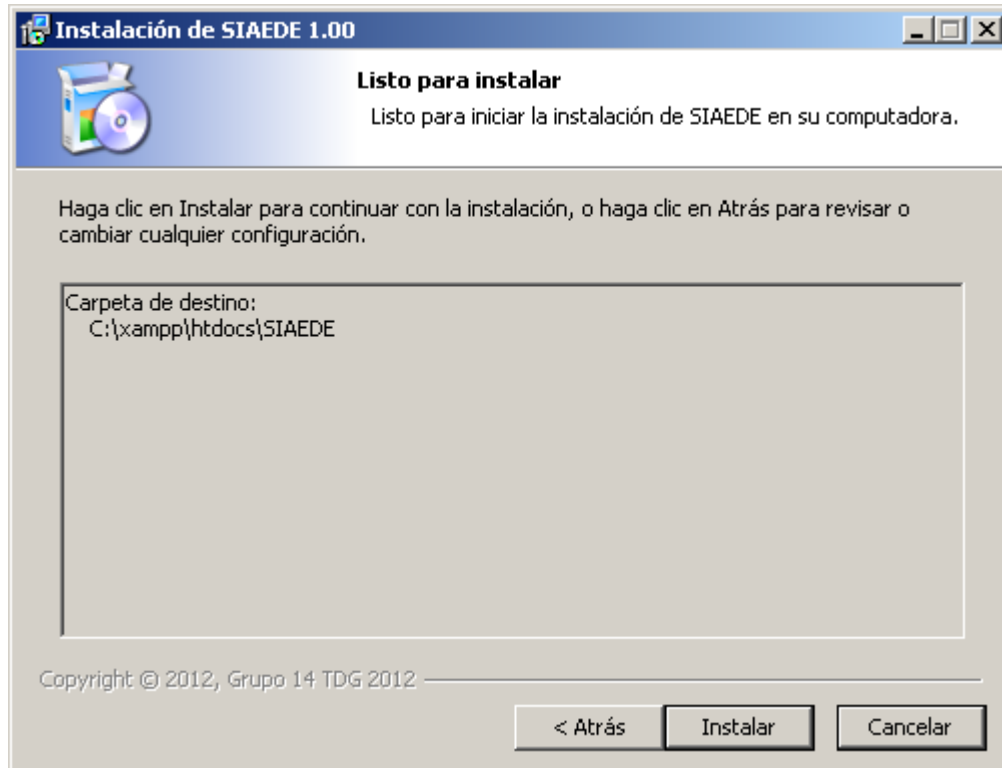 Instalación de SIAEDE 1.00
Listo para instalar
Listo para iniciar la instalación de SIAEDE en su computadora.
Haga clic en Instalar para continuar con la instalación, o haga clic en Atrás para revisar o
cambiar cualquier configuración.
Carpeta de destino:
C:\xampp\htdocs\SIAEDE
Copyright © 2012, Grupo 14 TDG 2012
< Atrás
Instalar
Cancelar